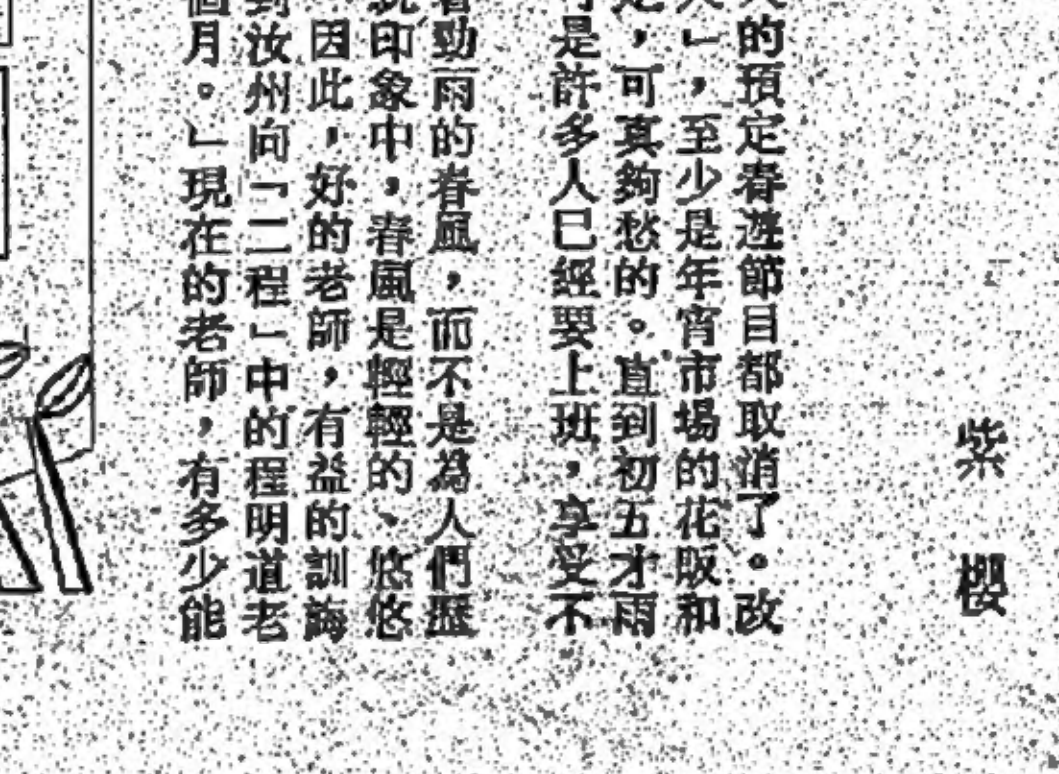 紫櫻
的預定春遊節目都取消了。改
」，至少是年宵市場的花販和
，可真夠愁的。直到初五才雨
是許多人已經要上班，享受不
勁雨的春風，而不是為人們
印象中，春風是輕輕的、悠悠
因此，好的老師，有益的訓誨
汝州向「二程」中的程明道老
個月。」現在的老師，有多少能